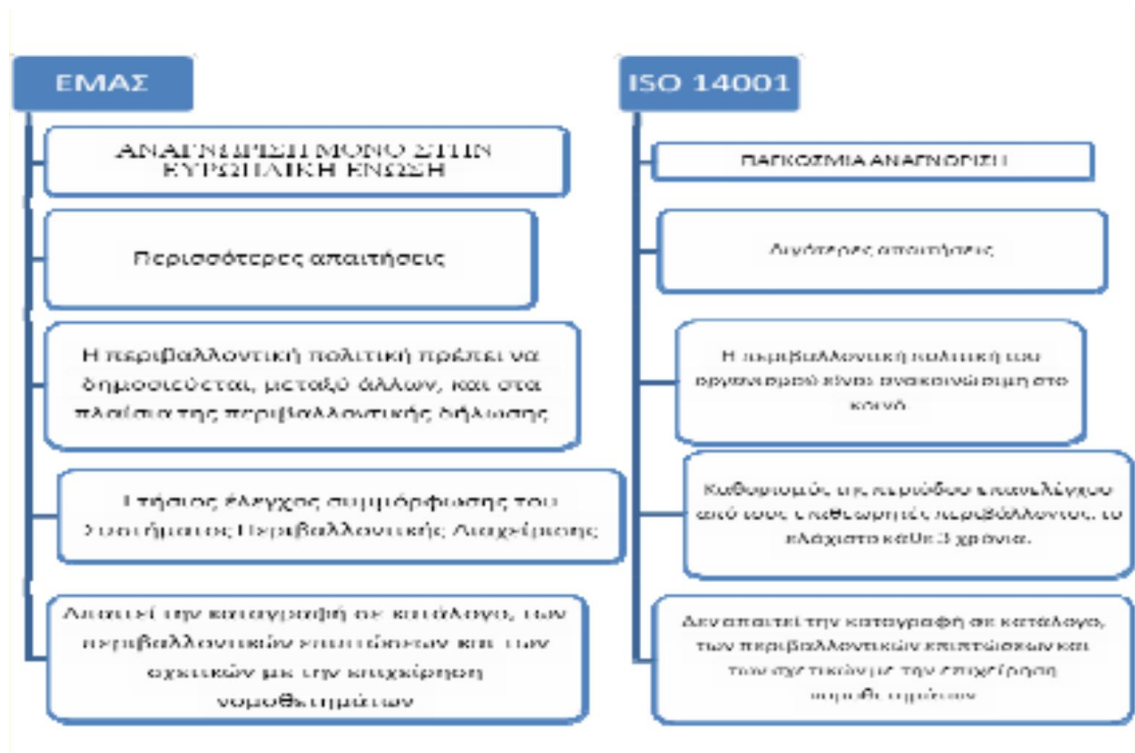 ΕΜΑΣ
ΑΝΑΓΝΩΡΙΣΗ ΜΟΝΟ ΣΤΗΝ
ΕΥΡΩΠΑΙΚΗ ΕΝΩΣΗ
Περισσότερες απαιτήσεις
Η περιβαλλοντική πολιτική πρέπει να
δημοσιεύεται, μεταξύ άλλων, και στα
πλαίσια της περιβαλλοντικής δήλωσης
Ετήσιος έλεγχος συμμόρφωσης του
Συστήματος Περιβαλλοντικής Διαχείρισης
Απαιτεί την καταγραφή σε κατάλογο, των
περιβαλλοντικών επιπτώσεων και των
σχετικών με την επιχείρηση
νομοθετημάτων
ISO 14001
ΠΑΓΚΟΣΜΙΑ ΑΝΑΓΝΩΡΙΣΗ
Λιγότερες απαιτήσεις
Η περιβαλλοντική πολιτική του
οργανισμού είναι ανακοινώσιμη στο
κοινό.
Καθορισμός της περιόδου επανελέγχου
από τους επιθεωρητές περιβάλλοντος, το
ελάχιστο κάθε 3 χρόνια.
Δεν απαιτεί την καταγραφή σε κατάλογο,
των περιβαλλοντικών επιπτώσεων και
των σχετικών με την επιχείρηση
νομοθετημάτων